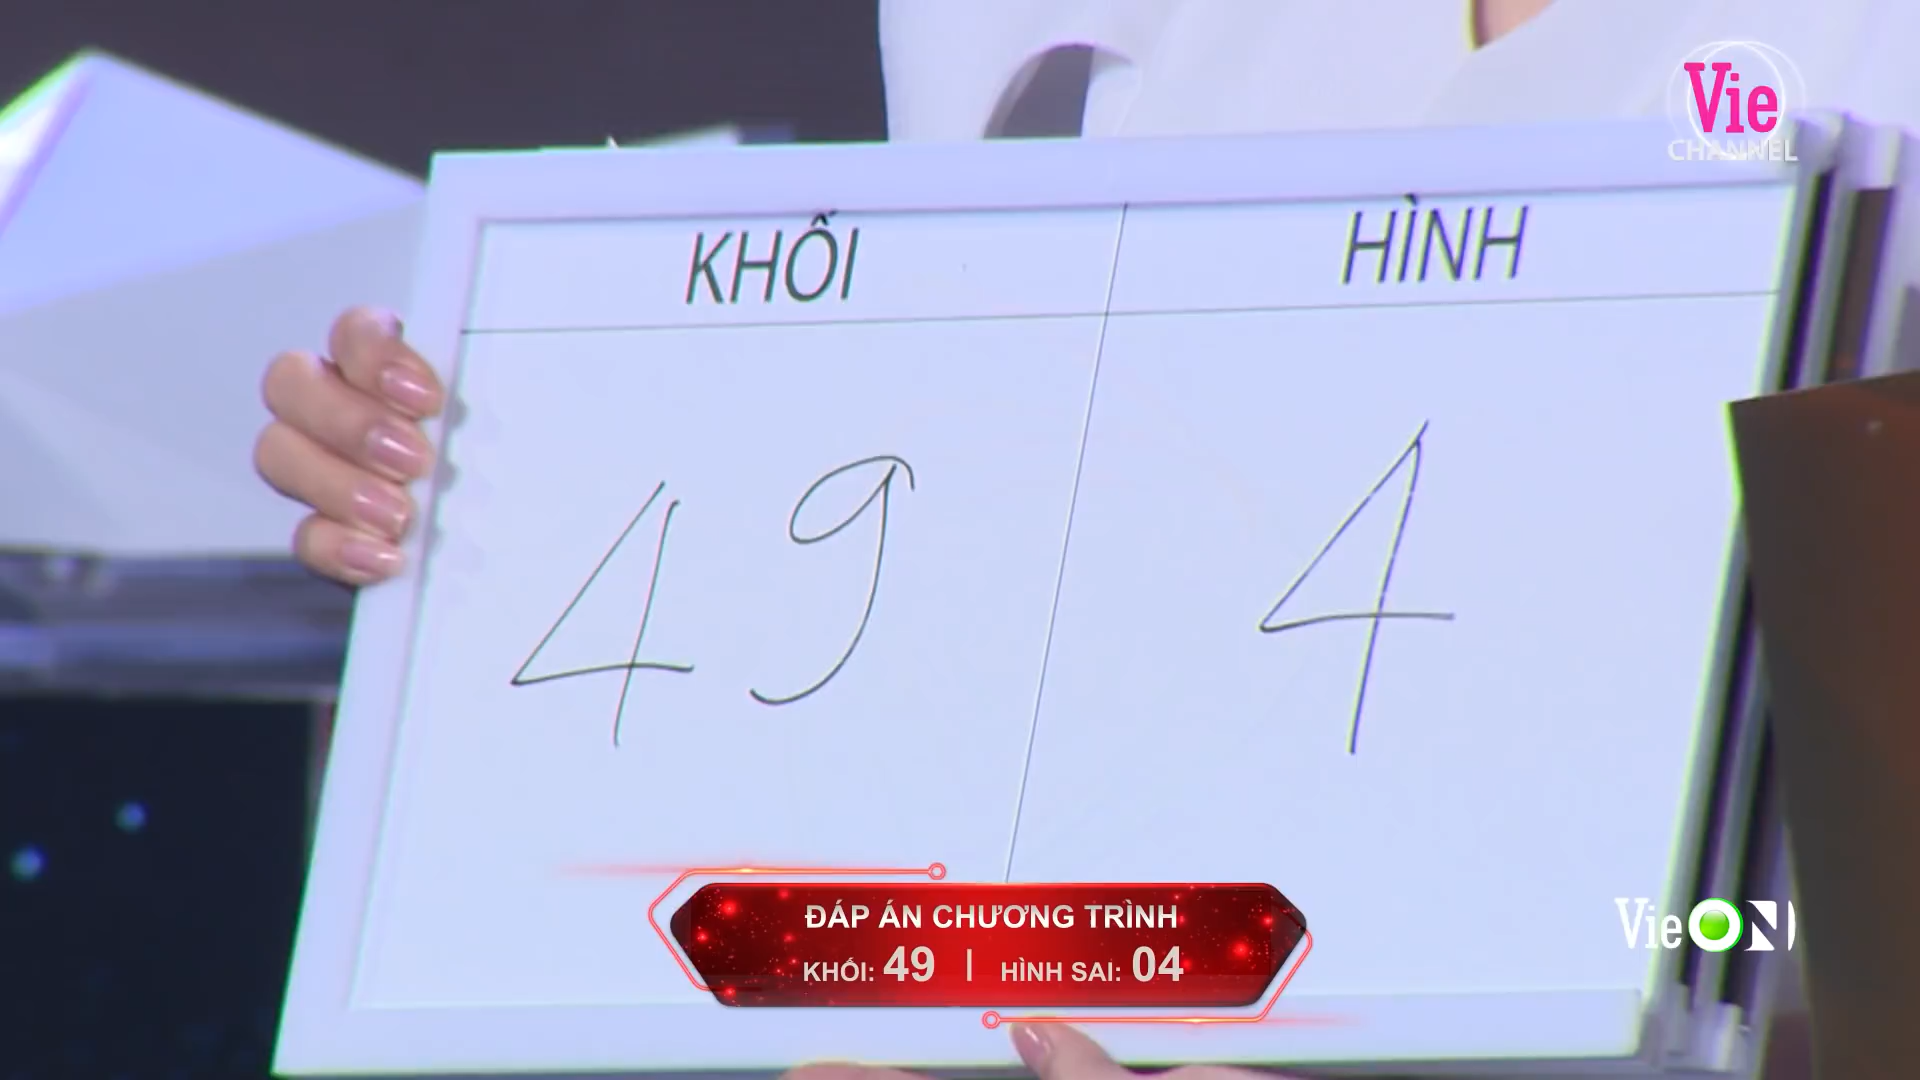 Vie
CHANNEL
KHỐI HÌNH
49 4
ĐÁP ÁN CHƯƠNG TRÌNH
KHỐI: 49 | HÌNH SAI: 04
VieON